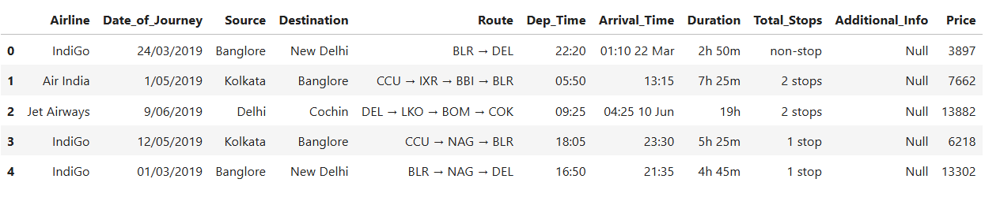 Airline Date_of_Journey Source Destination Route Dep_Time Arrival_Time Duration Total_Stops Additional_Info Price
0 IndiGo 24/03/2019 Banglore New Delhi BLR → DEL 22:20 01:10 22 Mar 2h 50m non-stop Null 3897
1 Air India 1/05/2019 Kolkata Banglore CCU → IXR → BBI → BLR 05:50 13:15 7h 25m 2 stops Null 7662
2 Jet Airways 9/06/2019 Delhi Cochin DEL → LKO → BOM → COK 09:25 04:25 10 Jun 19h 2 stops Null 13882
3 IndiGo 12/05/2019 Kolkata Banglore CCU → NAG → BLR 18:05 23:30 5h 25m 1 stop Null 6218
4 IndiGo 01/03/2019 Banglore New Delhi BLR → NAG → DEL 16:50 21:35 4h 45m 1 stop Null 13302